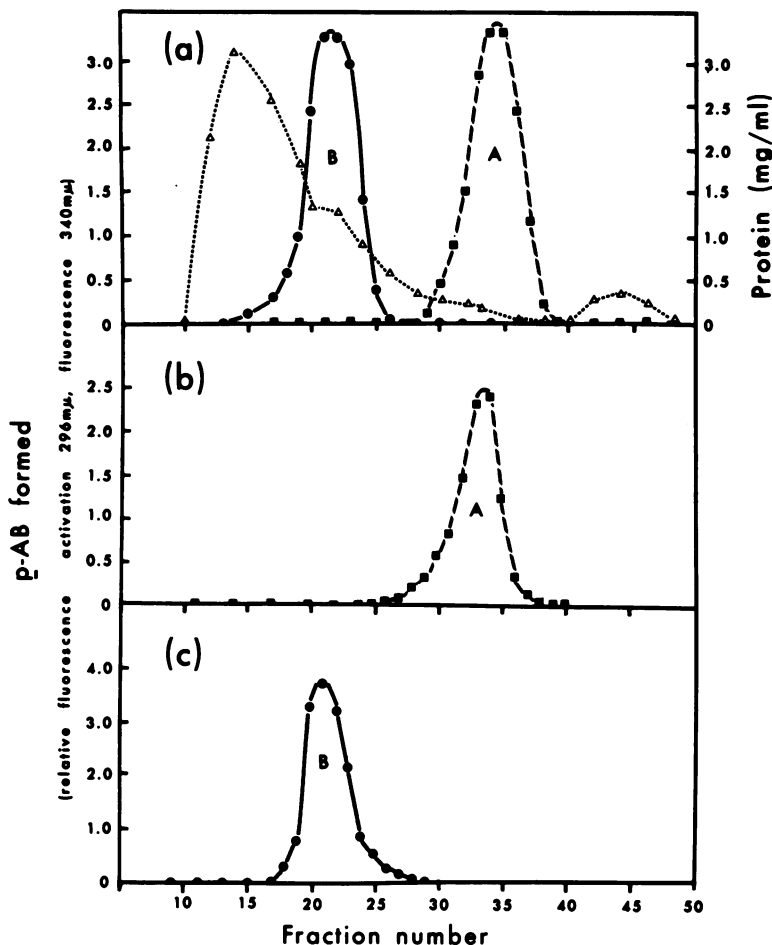 (a)
3.0
2.5
2.0
1.5
1.0
0.5
0
B
A
3.0
2.5
2.0
1.5
1.0
0.5
0
Protein (mg/ml)
(b)
2.5
2.0
1.5
1.0
0.5
0
A
(c)
4.0
3.0
2.0
1.0
0
B
p-AB formed
(relative fluorescence activation 296mμ, fluorescence 340mμ)
10 15 20 25 30 35 40 45 50
Fraction number